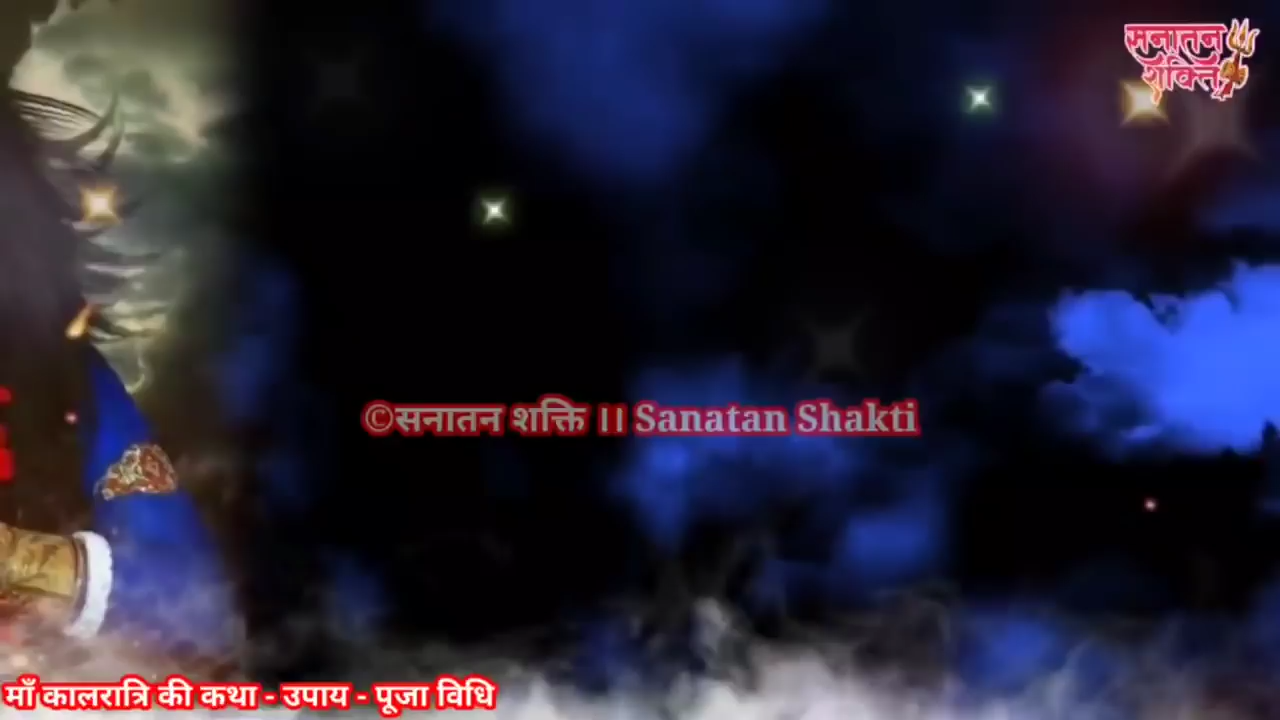 सनातन
शक्ति
©सनातन शक्ति ।। Sanatan Shakti
माँ कालरात्रि की कथा - उपाय - पूजा विधि